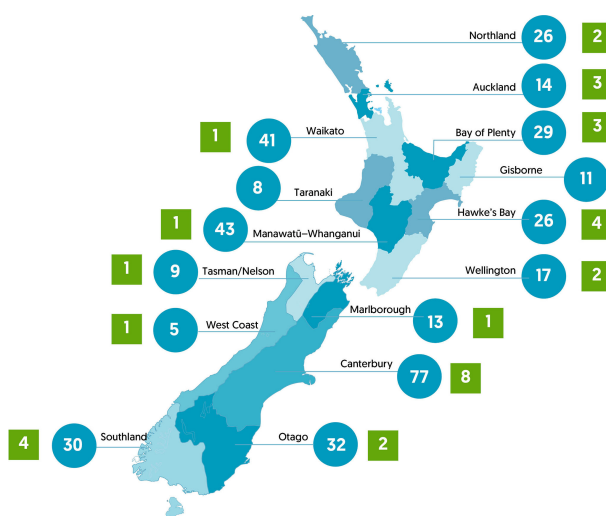 Northland 26 2
Auckland 14 3
Bay of Plenty 29 3
1 41 Waikato
Gisborne 11
8 Taranaki
Hawke's Bay 26 4
1 43 Manawatū–Whanganui
Wellington 17 2
1 9 Tasman/Nelson
Marlborough 13 1
1 5 West Coast
Canterbury 77 8
4 30 Southland
Otago 32 2